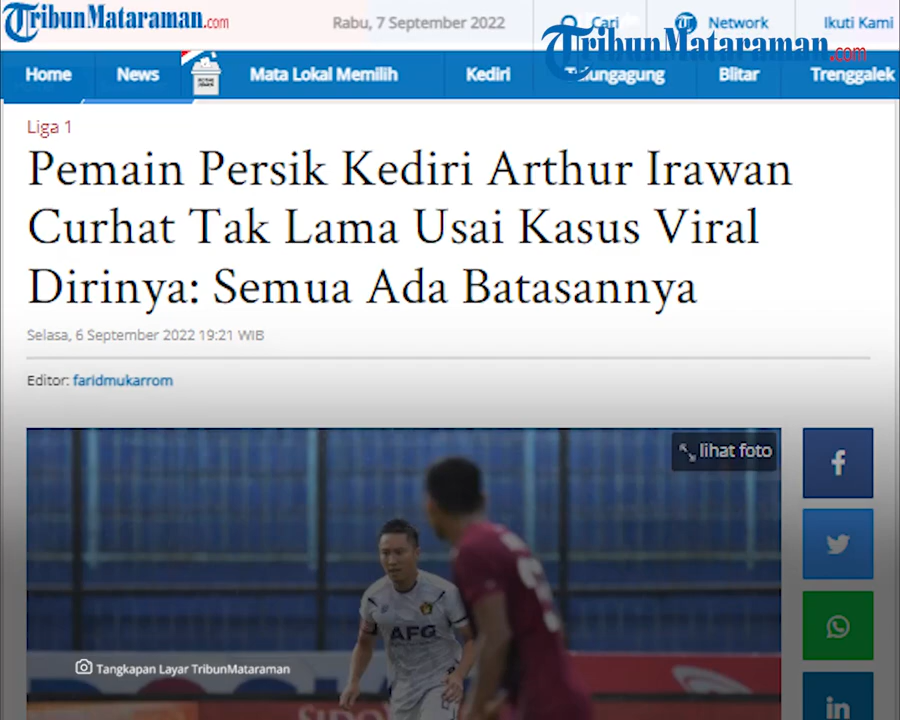 TribunMataraman.com
Rabu, 7 September 2022
Cari
Network
Ikuti Kami
TribunMataraman.com
Home
News
Mata Lokal Memilih
Kediri
Tulungagung
Blitar
Trenggalek
Liga 1
Pemain Persik Kediri Arthur Irawan
Curhat Tak Lama Usai Kasus Viral
Dirinya: Semua Ada Batasannya
Selasa, 6 September 2022 19:21 WIB
Editor: faridmukarrom
lihat foto
AFG
Tangkapan Layar TribunMataraman